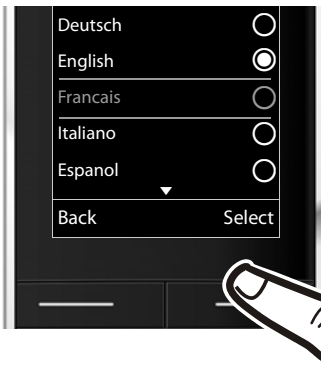 Deutsch
English
Francais
Italiano
Espanol
Back Select